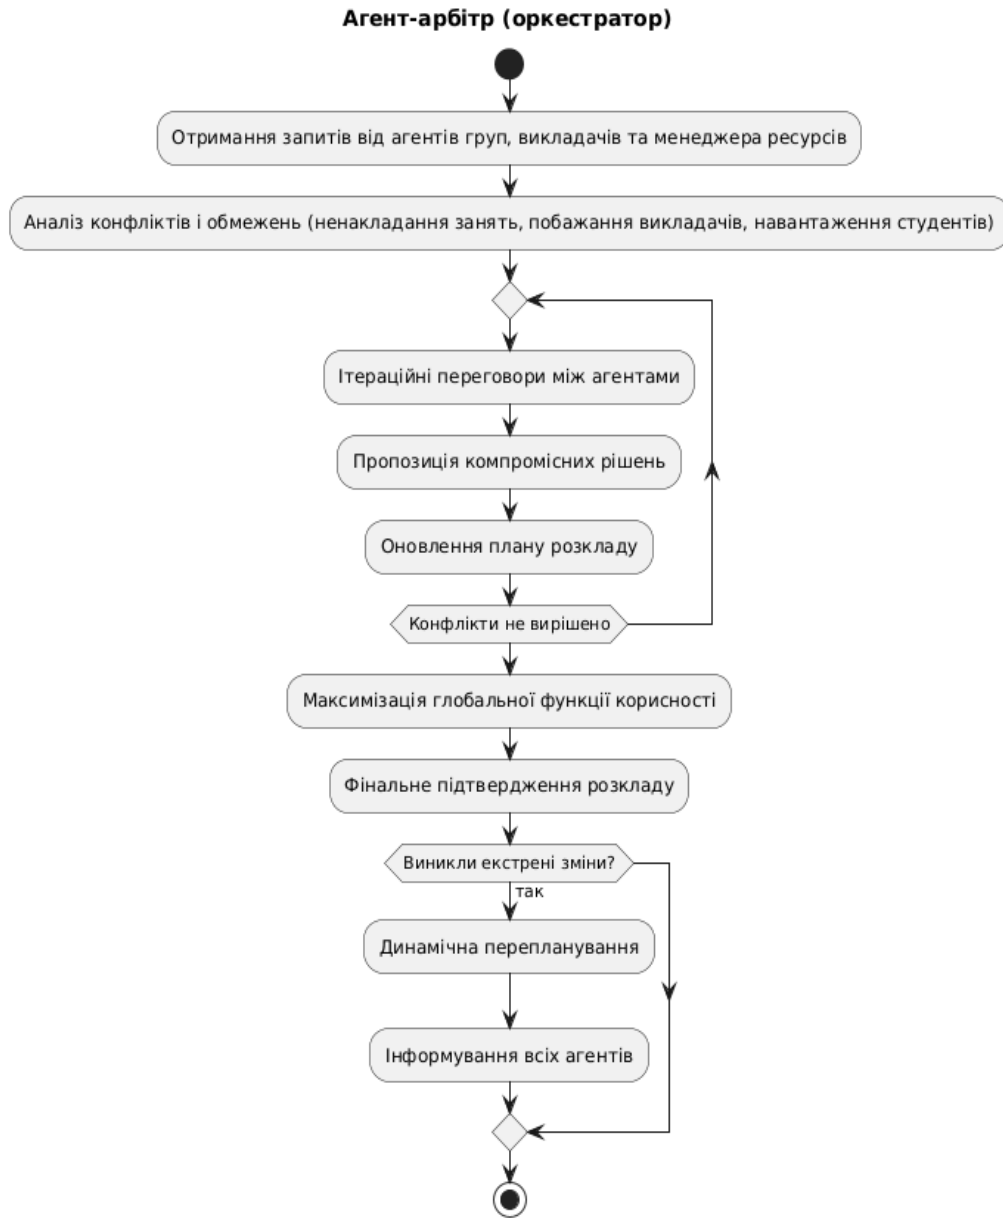 Агент-арбітр (оркестратор)
Отримання запитів від агентів груп, викладачів та менеджера ресурсів
Аналіз конфліктів і обмежень (ненакладання занять, побажання викладачів, навантаження студентів)
Ітераційні переговори між агентами
Пропозиція компромісних рішень
Оновлення плану розкладу
Конфлікти не вирішено
Максимізація глобальної функції корисності
Фінальне підтвердження розкладу
Виникли екстрені зміни?
так
Динамічна перепланування
Інформування всіх агентів